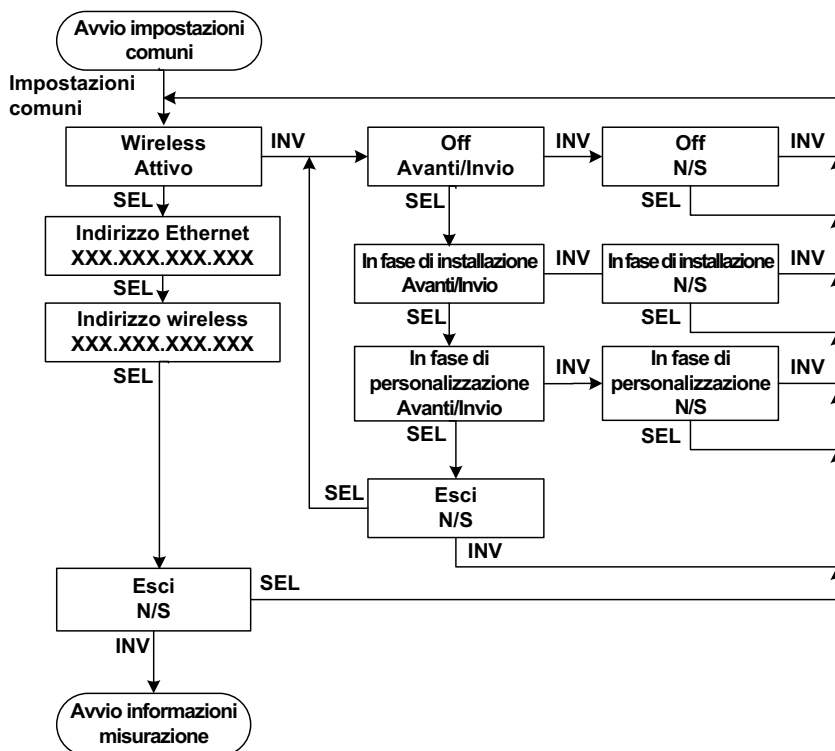 Avvio impostazioni
comuni
Impostazioni
comuni
Wireless
Attivo
INV
Off
Avanti/Invio
INV
Off
N/S
INV
SEL
SEL
SEL
Indirizzo Ethernet
XXX.XXX.XXX.XXX
In fase di installazione
Avanti/Invio
INV
In fase di installazione
N/S
INV
SEL
SEL
SEL
Indirizzo wireless
XXX.XXX.XXX.XXX
SEL
In fase di
personalizzazione
Avanti/Invio
INV
In fase di
personalizzazione
N/S
INV
SEL
SEL
SEL
Esci
N/S
INV
Esci
N/S
SEL
INV
Avvio informazioni
misurazione